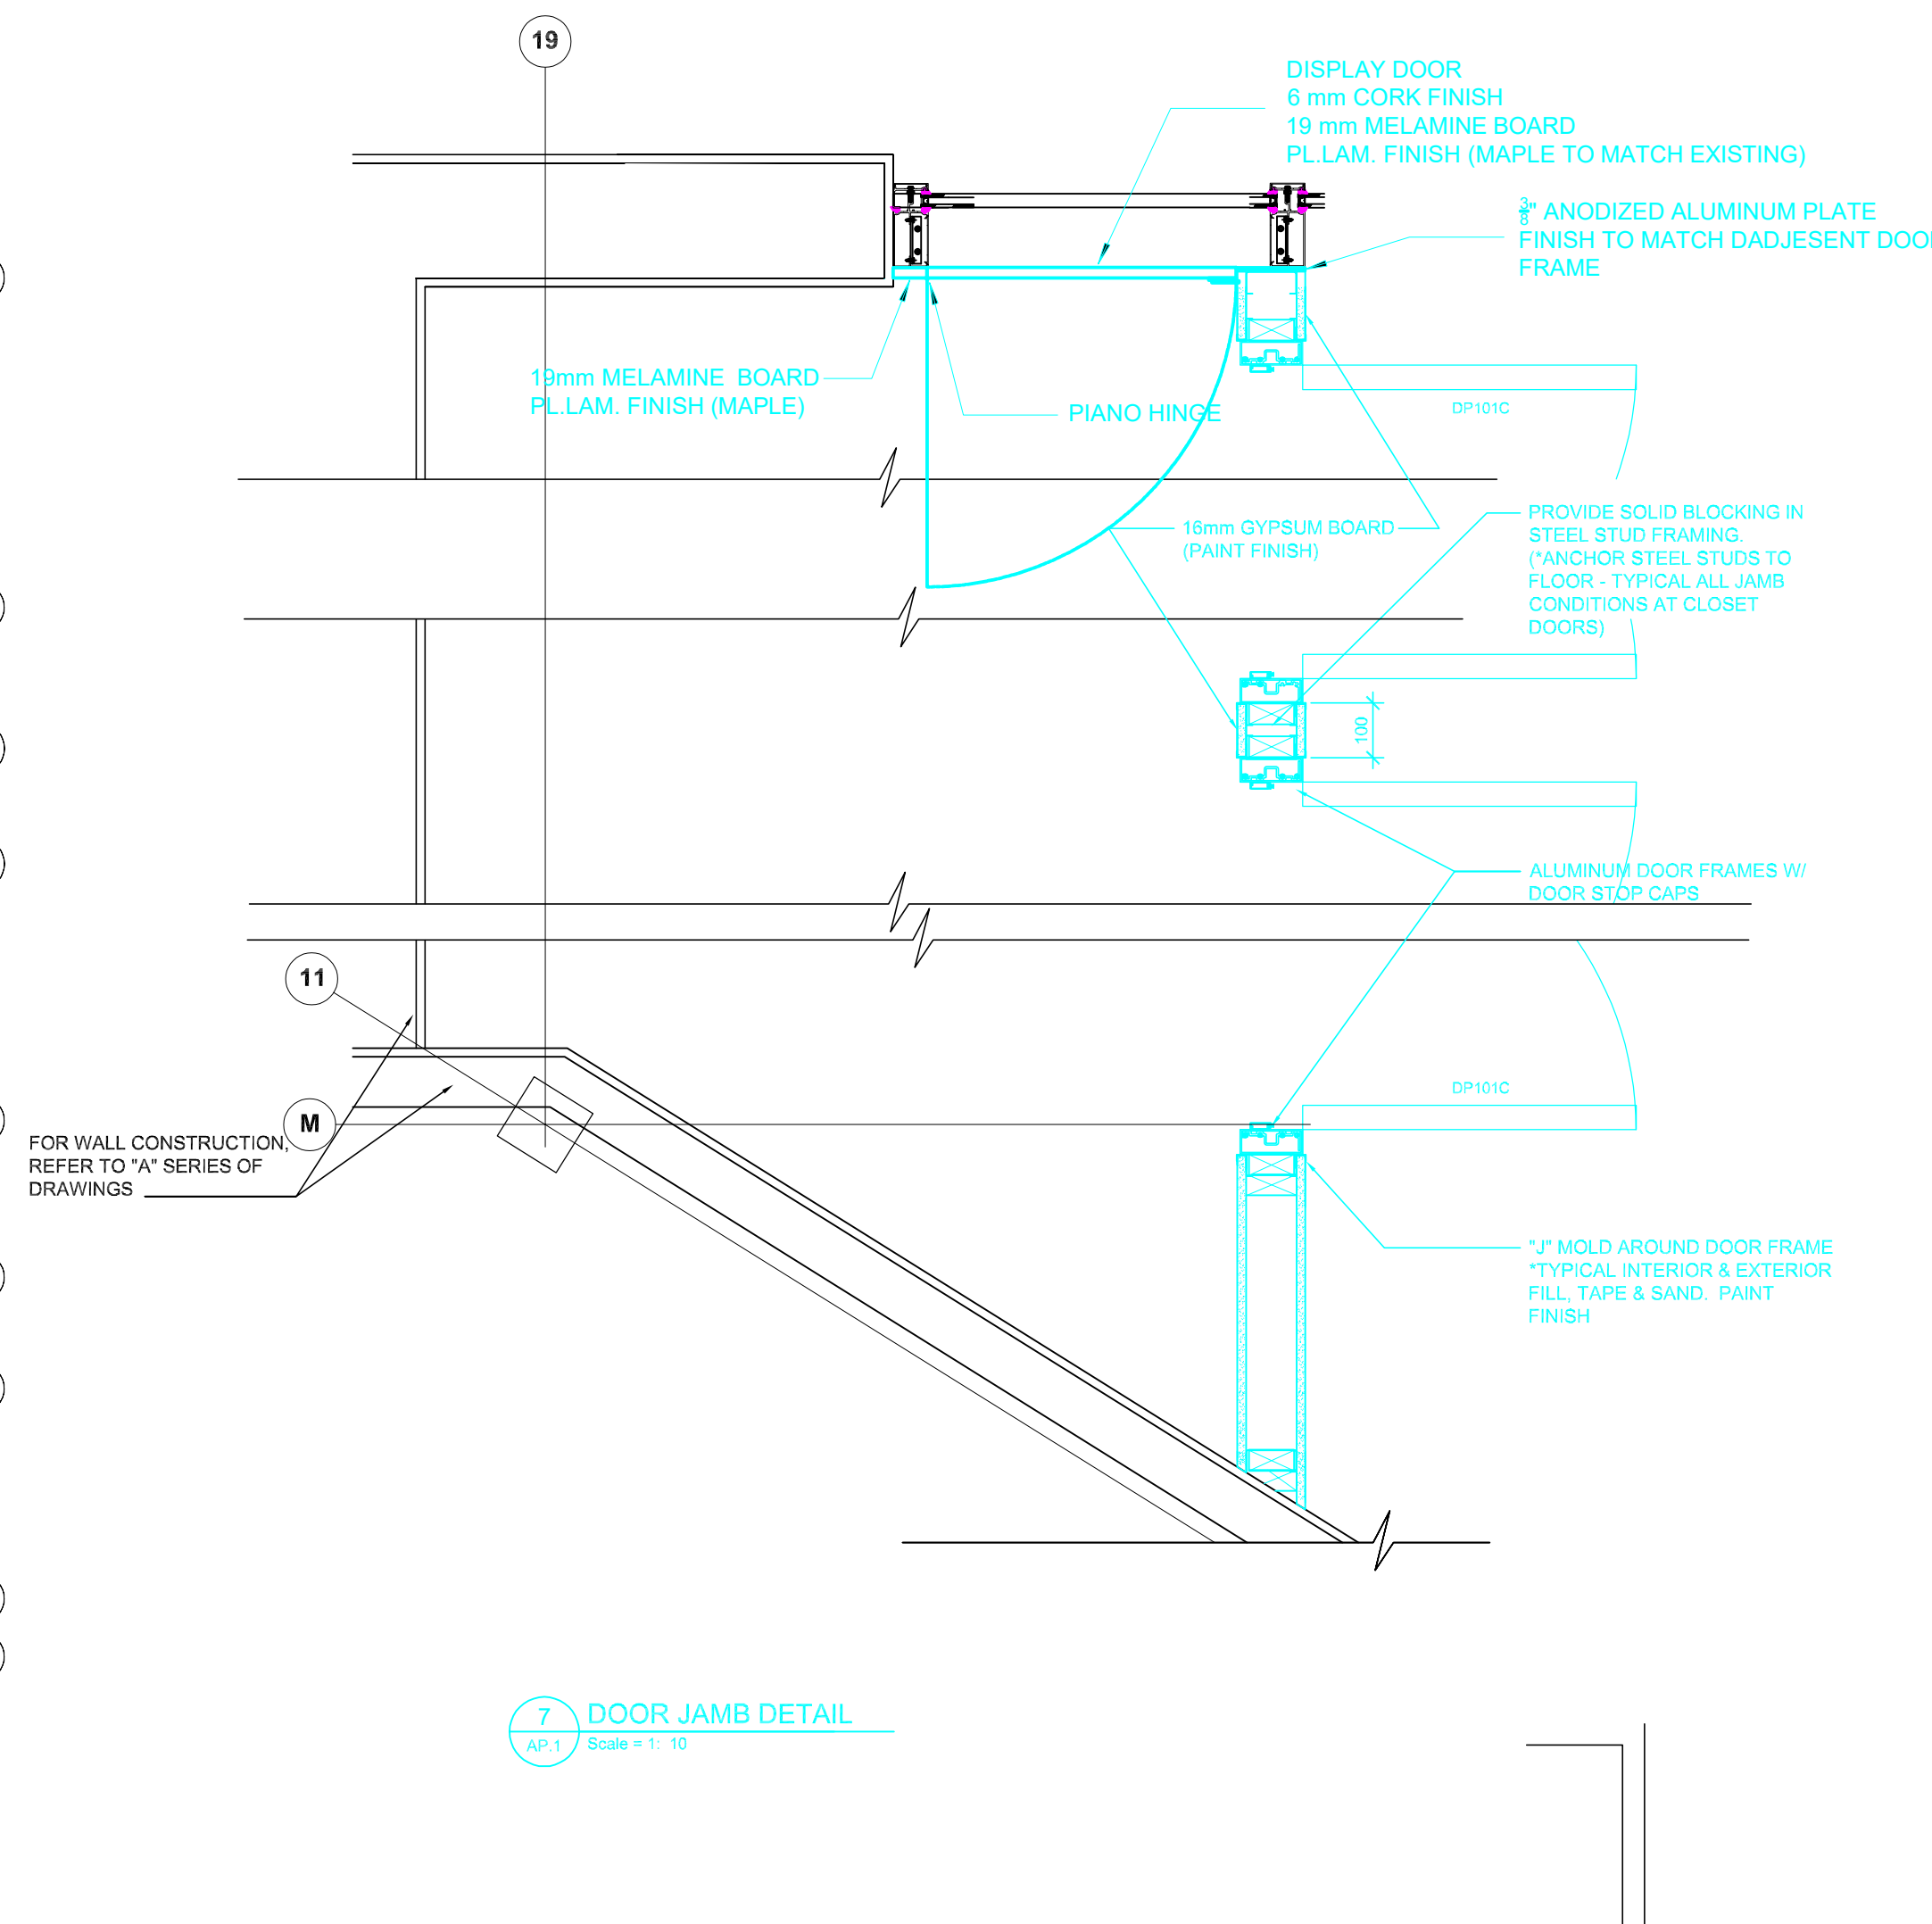 19
DISPLAY DOOR
6 mm CORK FINISH
19 mm MELAMINE BOARD
PL.LAM. FINISH (MAPLE TO MATCH EXISTING)
3/8" ANODIZED ALUMINUM PLATE
FINISH TO MATCH DADJESENT DOO
FRAME
19mm MELAMINE BOARD
PL.LAM. FINISH (MAPLE)
PIANO HINGE
DP101C
16mm GYPSUM BOARD
(PAINT FINISH)
PROVIDE SOLID BLOCKING IN
STEEL STUD FRAMING.
(*ANCHOR STEEL STUDS TO
FLOOR - TYPICAL ALL JAMB
CONDITIONS AT CLOSET
DOORS)
100
ALUMINUM DOOR FRAMES W/
DOOR STOP CAPS
11
M
DP101C
FOR WALL CONSTRUCTION,
REFER TO "A" SERIES OF
DRAWINGS
"J" MOLD AROUND DOOR FRAME
*TYPICAL INTERIOR & EXTERIOR
FILL, TAPE & SAND. PAINT
FINISH
7
AP.1
DOOR JAMB DETAIL
Scale = 1: 10